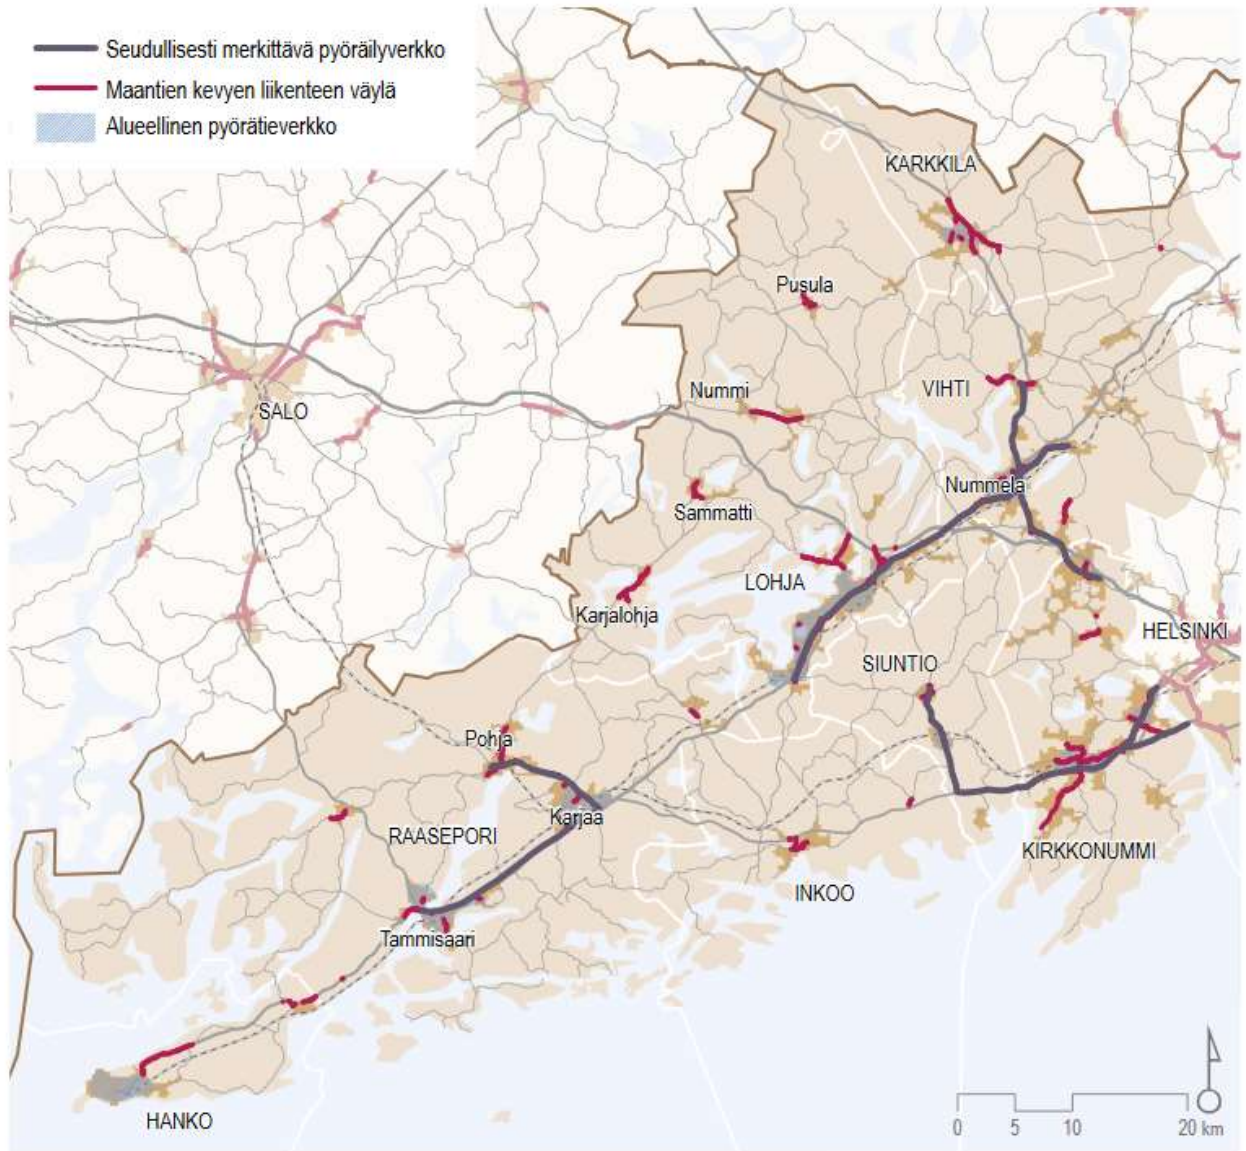 Seudullisesti merkittävä pyöräilyverkko
Maantien kevyen liikenteen väylä
Alueellinen pyörätieverkko
KARKKILA
Pusula
Nummi
VIHTI
SALO
Nummela
Sammatti
LOHJA
Karjalohja
HELSINKI
SIUNTIO
Pohja
Karjaa
RAASEPORI
KIRKKONUMMI
INKOO
Tammisaari
HANKO
0 5 10 20 km